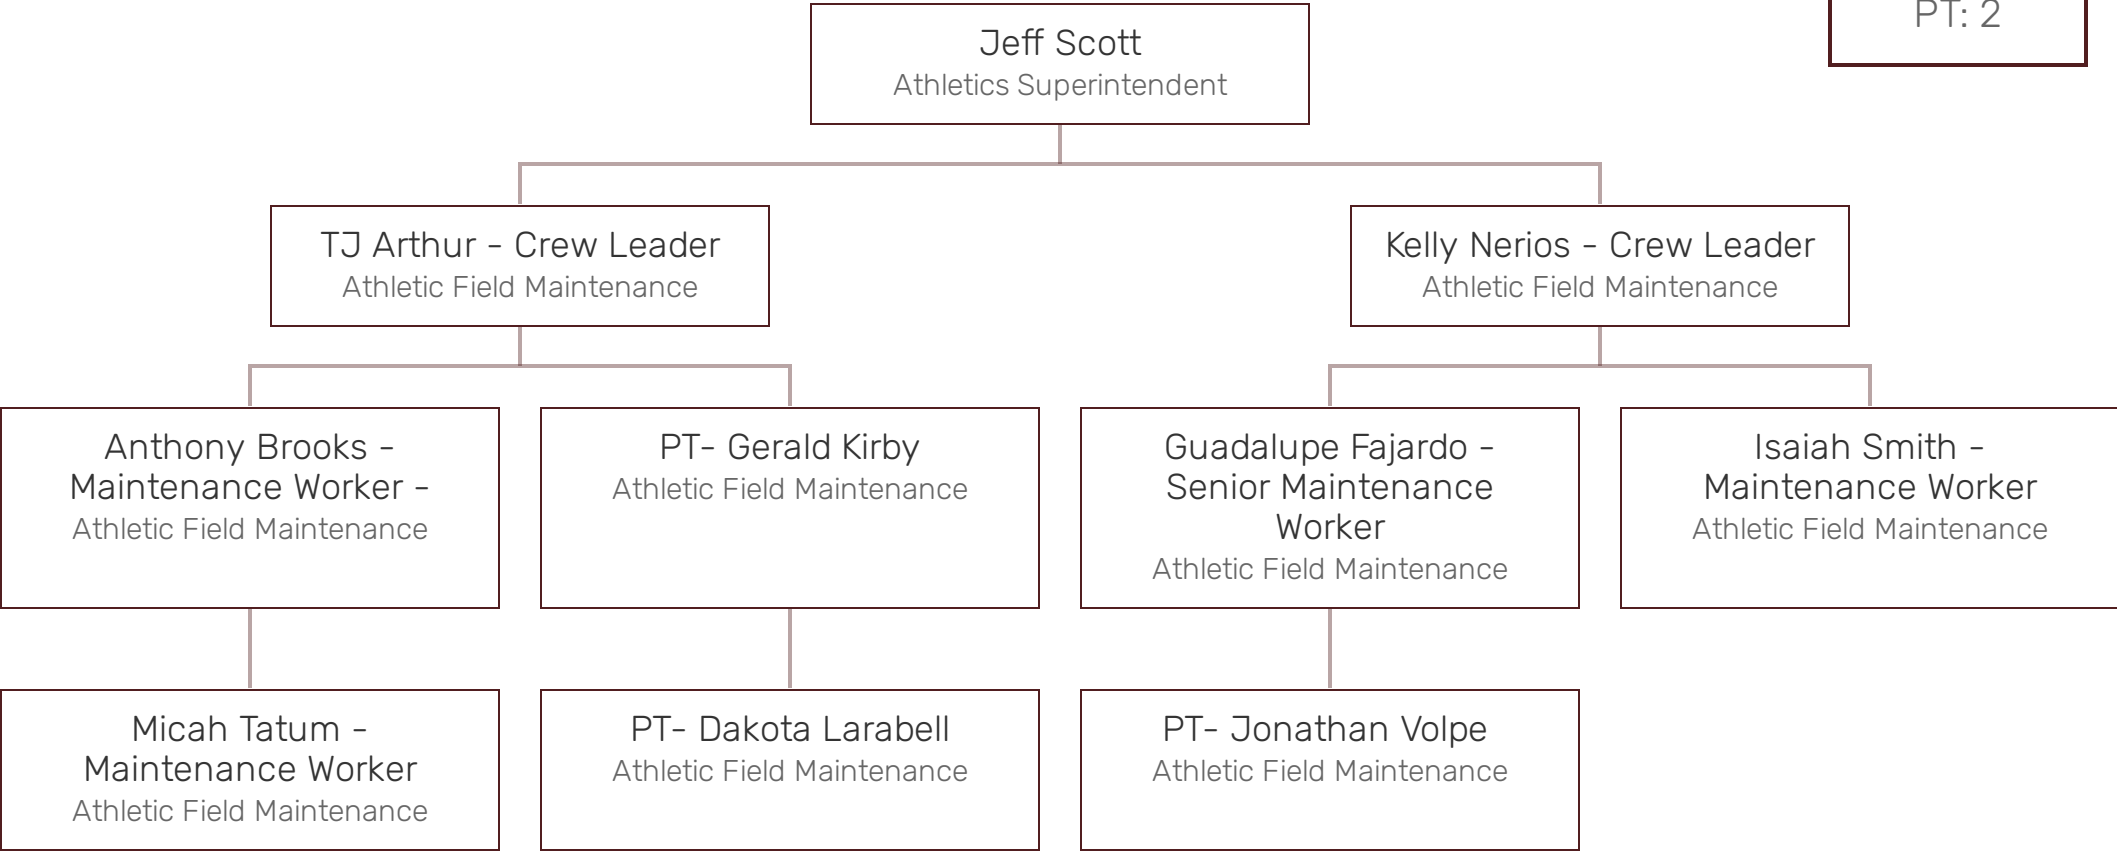 PT: 2
Jeff Scott
Athletics Superintendent
TJ Arthur - Crew Leader
Athletic Field Maintenance
Kelly Nerios - Crew Leader
Athletic Field Maintenance
Anthony Brooks -
Maintenance Worker -
Athletic Field Maintenance
PT- Gerald Kirby
Athletic Field Maintenance
Guadalupe Fajardo -
Senior Maintenance
Worker
Athletic Field Maintenance
Isaiah Smith -
Maintenance Worker
Athletic Field Maintenance
Micah Tatum -
Maintenance Worker
Athletic Field Maintenance
PT- Dakota Larabell
Athletic Field Maintenance
PT- Jonathan Volpe
Athletic Field Maintenance